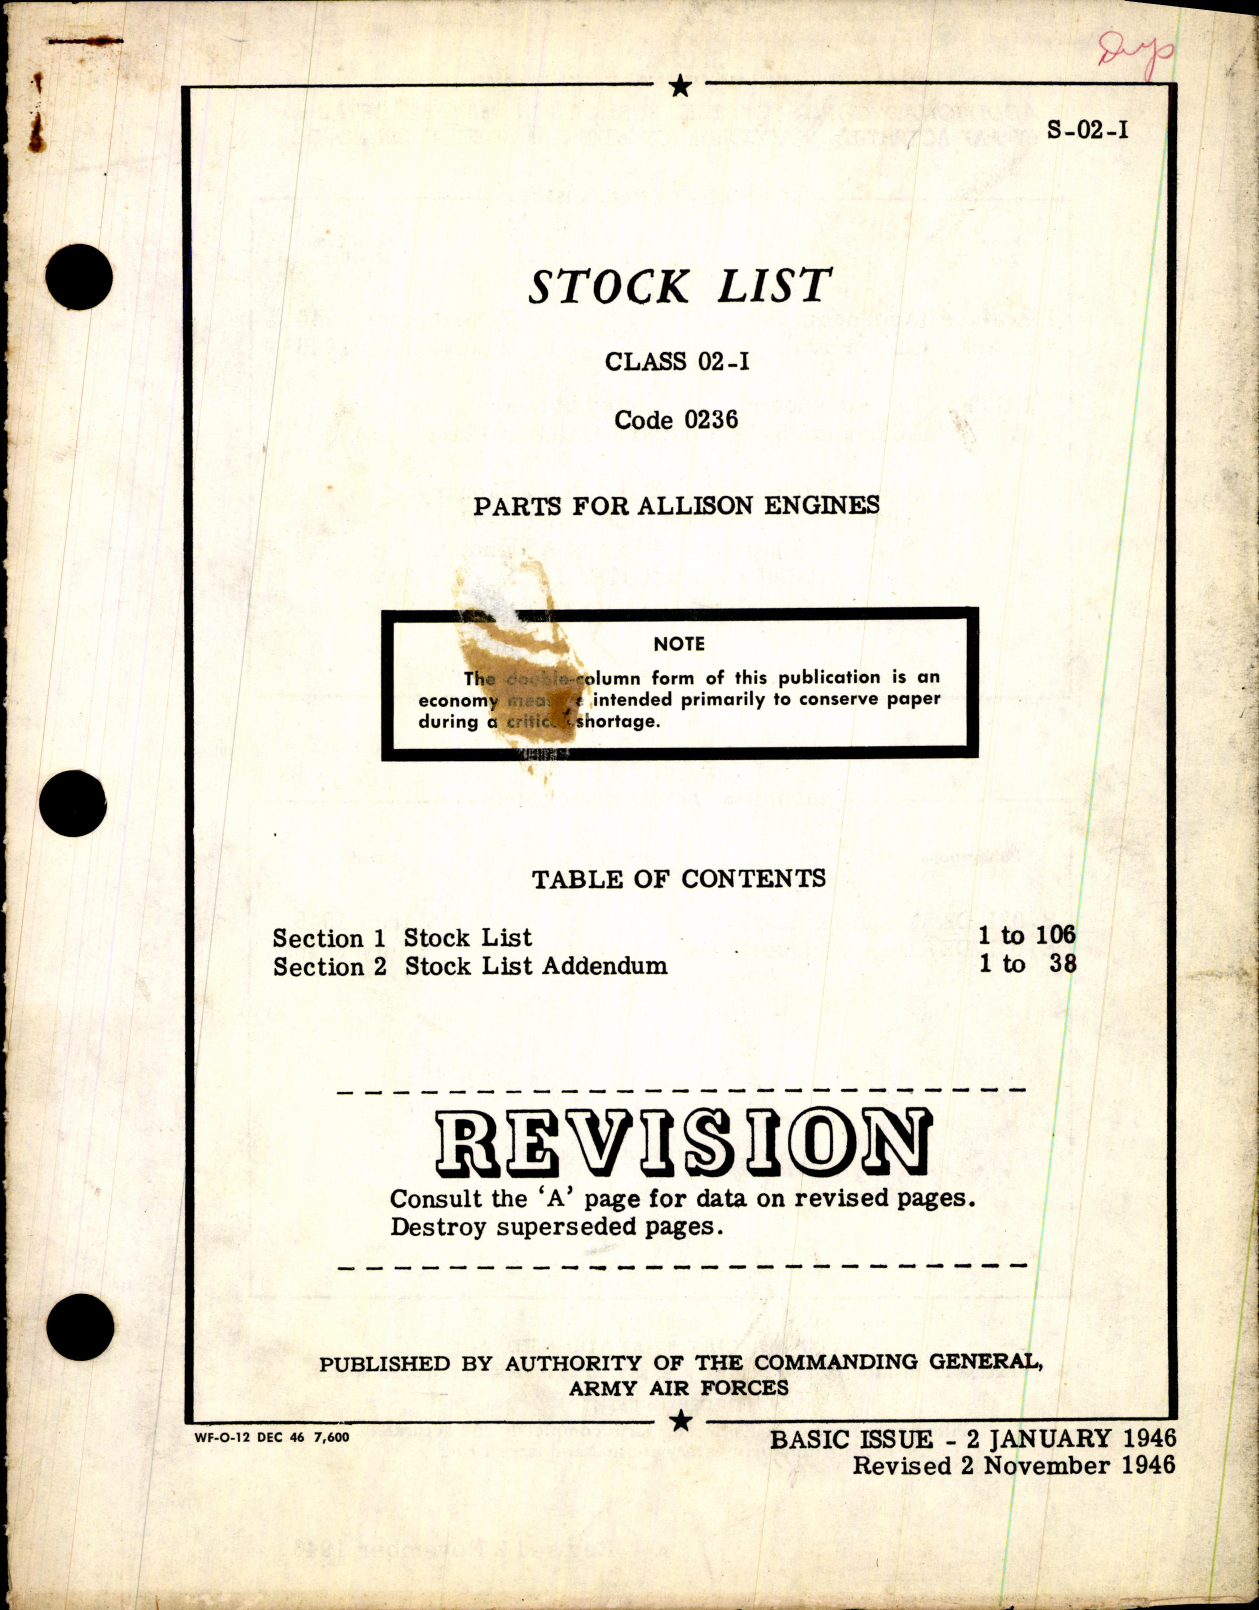 Dup
S-02-I
STOCK LIST
CLASS 02-I
Code 0236
PARTS FOR ALLISON ENGINES
NOTE
The double-column form of this publication is an
economy measure intended primarily to conserve paper
during a critical shortage.
TABLE OF CONTENTS
Section 1 Stock List 1 to 106
Section 2 Stock List Addendum 1 to 38
REVISION
Consult the ‘A’ page for data on revised pages.
Destroy superseded pages.
PUBLISHED BY AUTHORITY OF THE COMMANDING GENERAL,
ARMY AIR FORCES
WF-O-12 DEC 46 7,600
BASIC ISSUE - 2 JANUARY 1946
Revised 2 November 1946